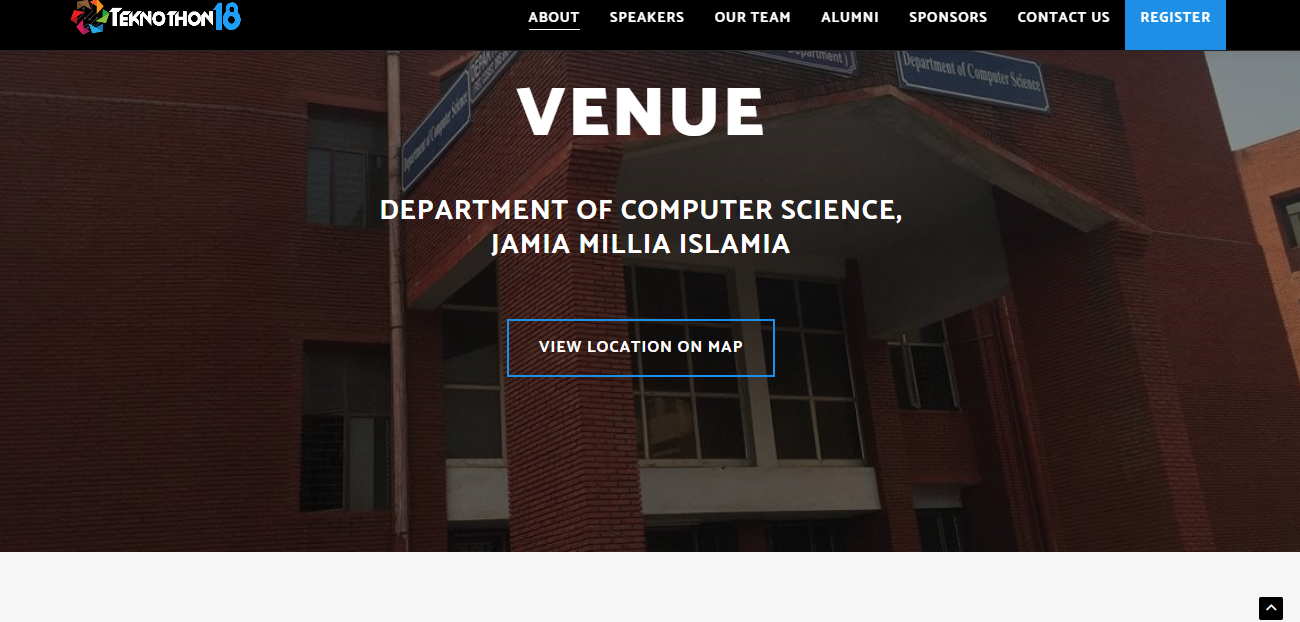 TEKNOTHON18
ABOUT
SPEAKERS
OUR TEAM
ALUMNI
SPONSORS
CONTACT US
REGISTER
Department)
Department of Computer Science
Department of Computer Science
VENUE
DEPARTMENT OF COMPUTER SCIENCE,
JAMIA MILLIA ISLAMIA
VIEW LOCATION ON MAP